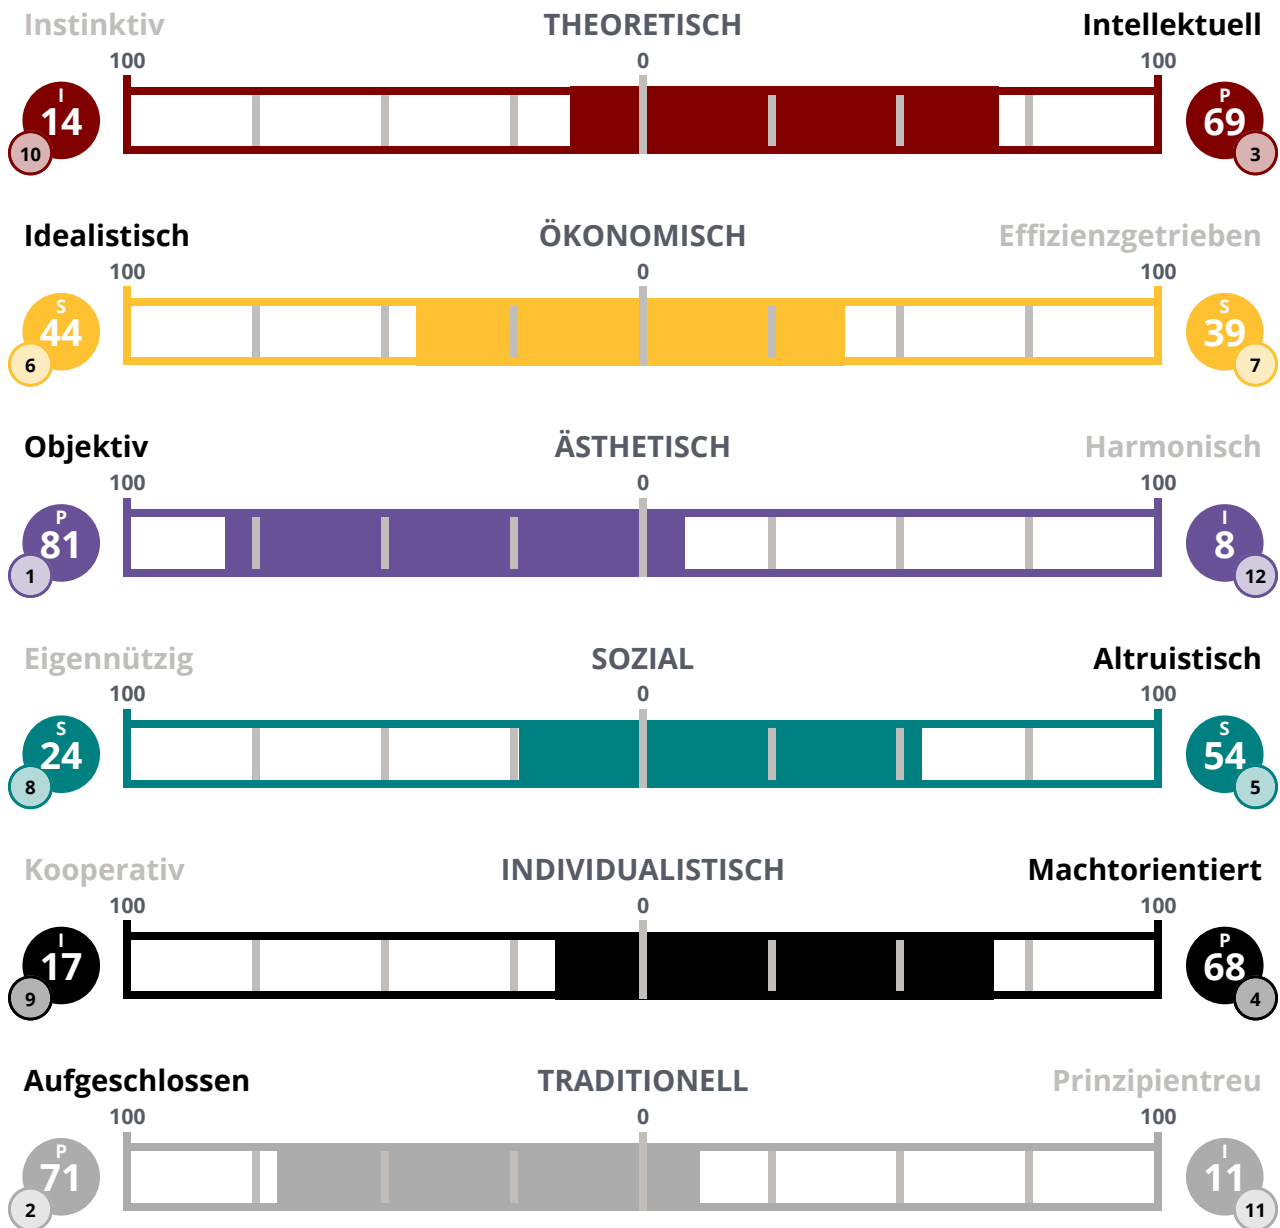 Instinktiv THEORETISCH Intellektuell
100 0 100
I P
14 69
10 3
Idealistisch ÖKONOMISCH Effizienzgetrieben
100 0 100
S S
44 39
6 7
Objektiv ÄSTHETISCH Harmonisch
100 0 100
P I
81 8
1 12
Eigennützig SOZIAL Altruistisch
100 0 100
S S
24 54
8 5
Kooperativ INDIVIDUALISTISCH Machtorientiert
100 0 100
I P
17 68
9 4
Aufgeschlossen TRADITIONELL Prinzipientreu
100 0 100
P I
71 11
2 11